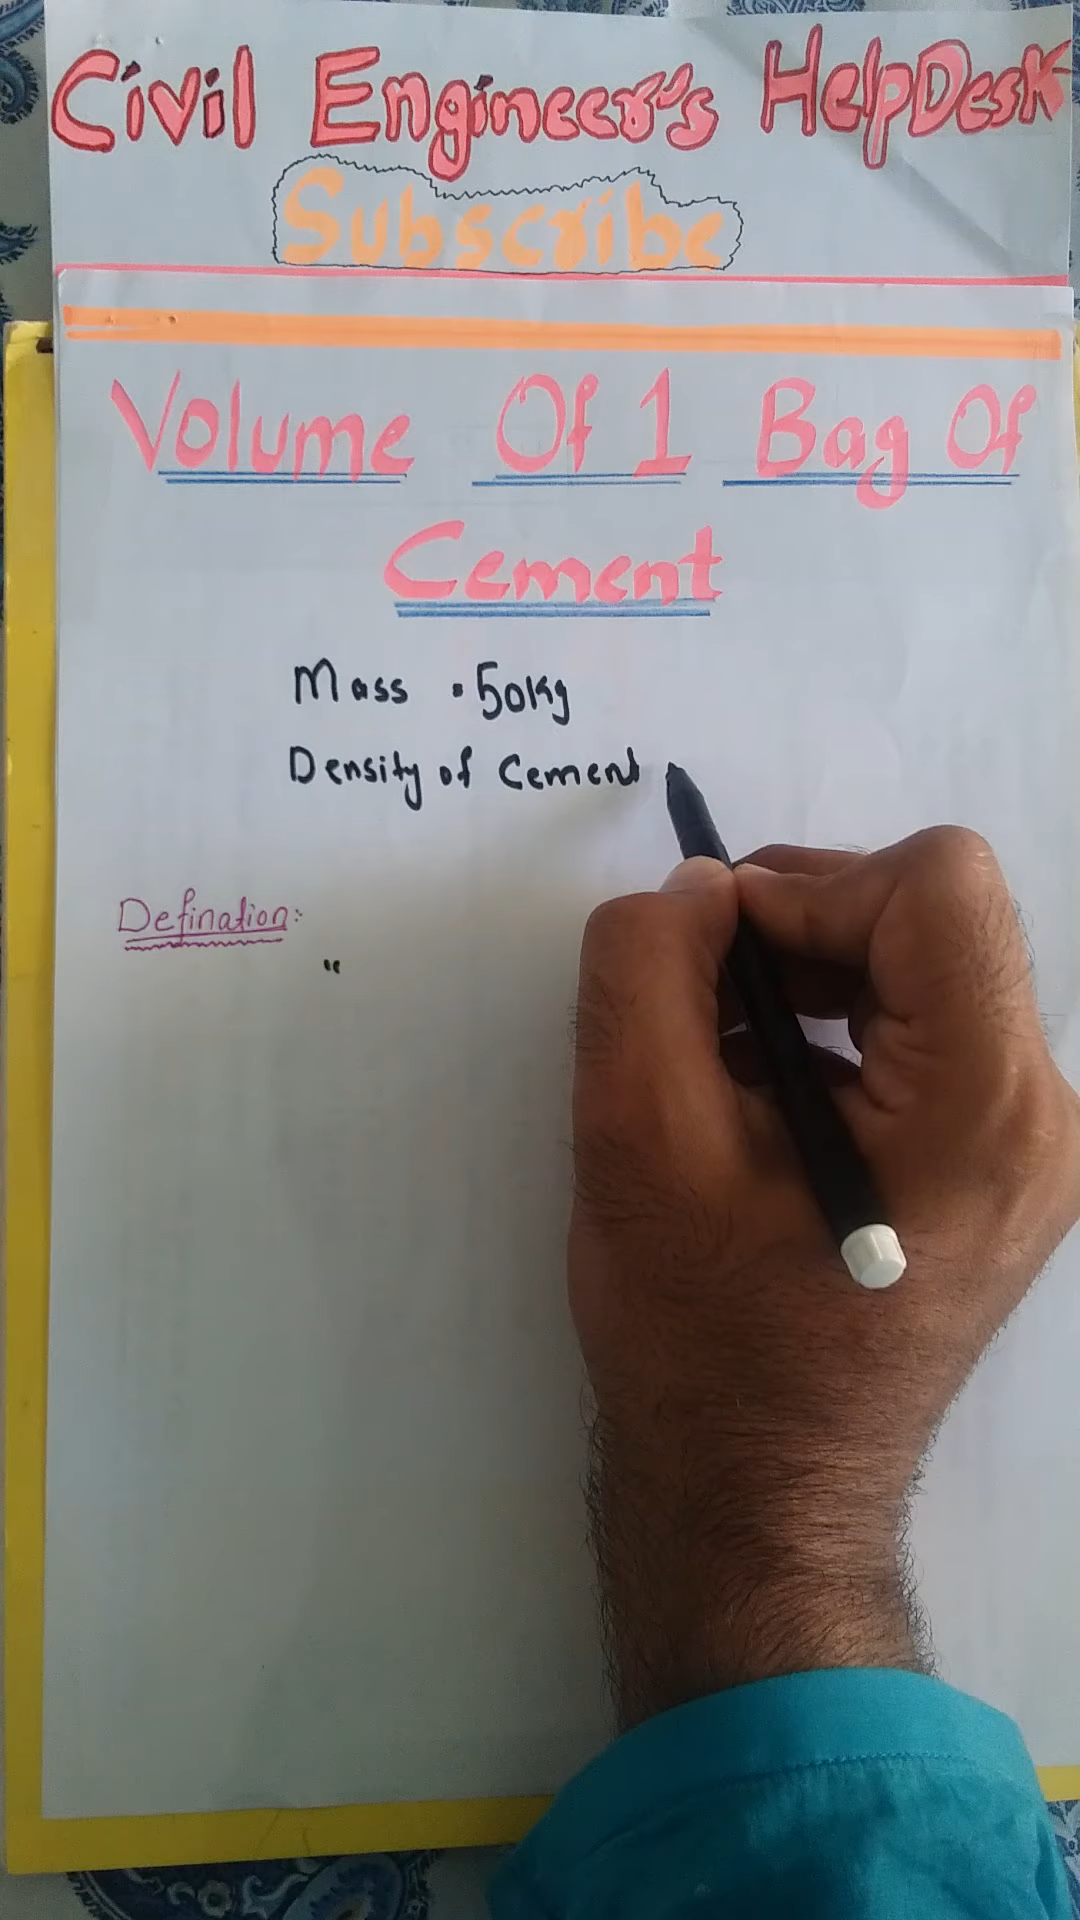 Civil Engineer's HelpDesk
Subscribe
Volume Of 1 Bag Of
Cement
Mass = 50Kg
Density of Cement
Defination:
"